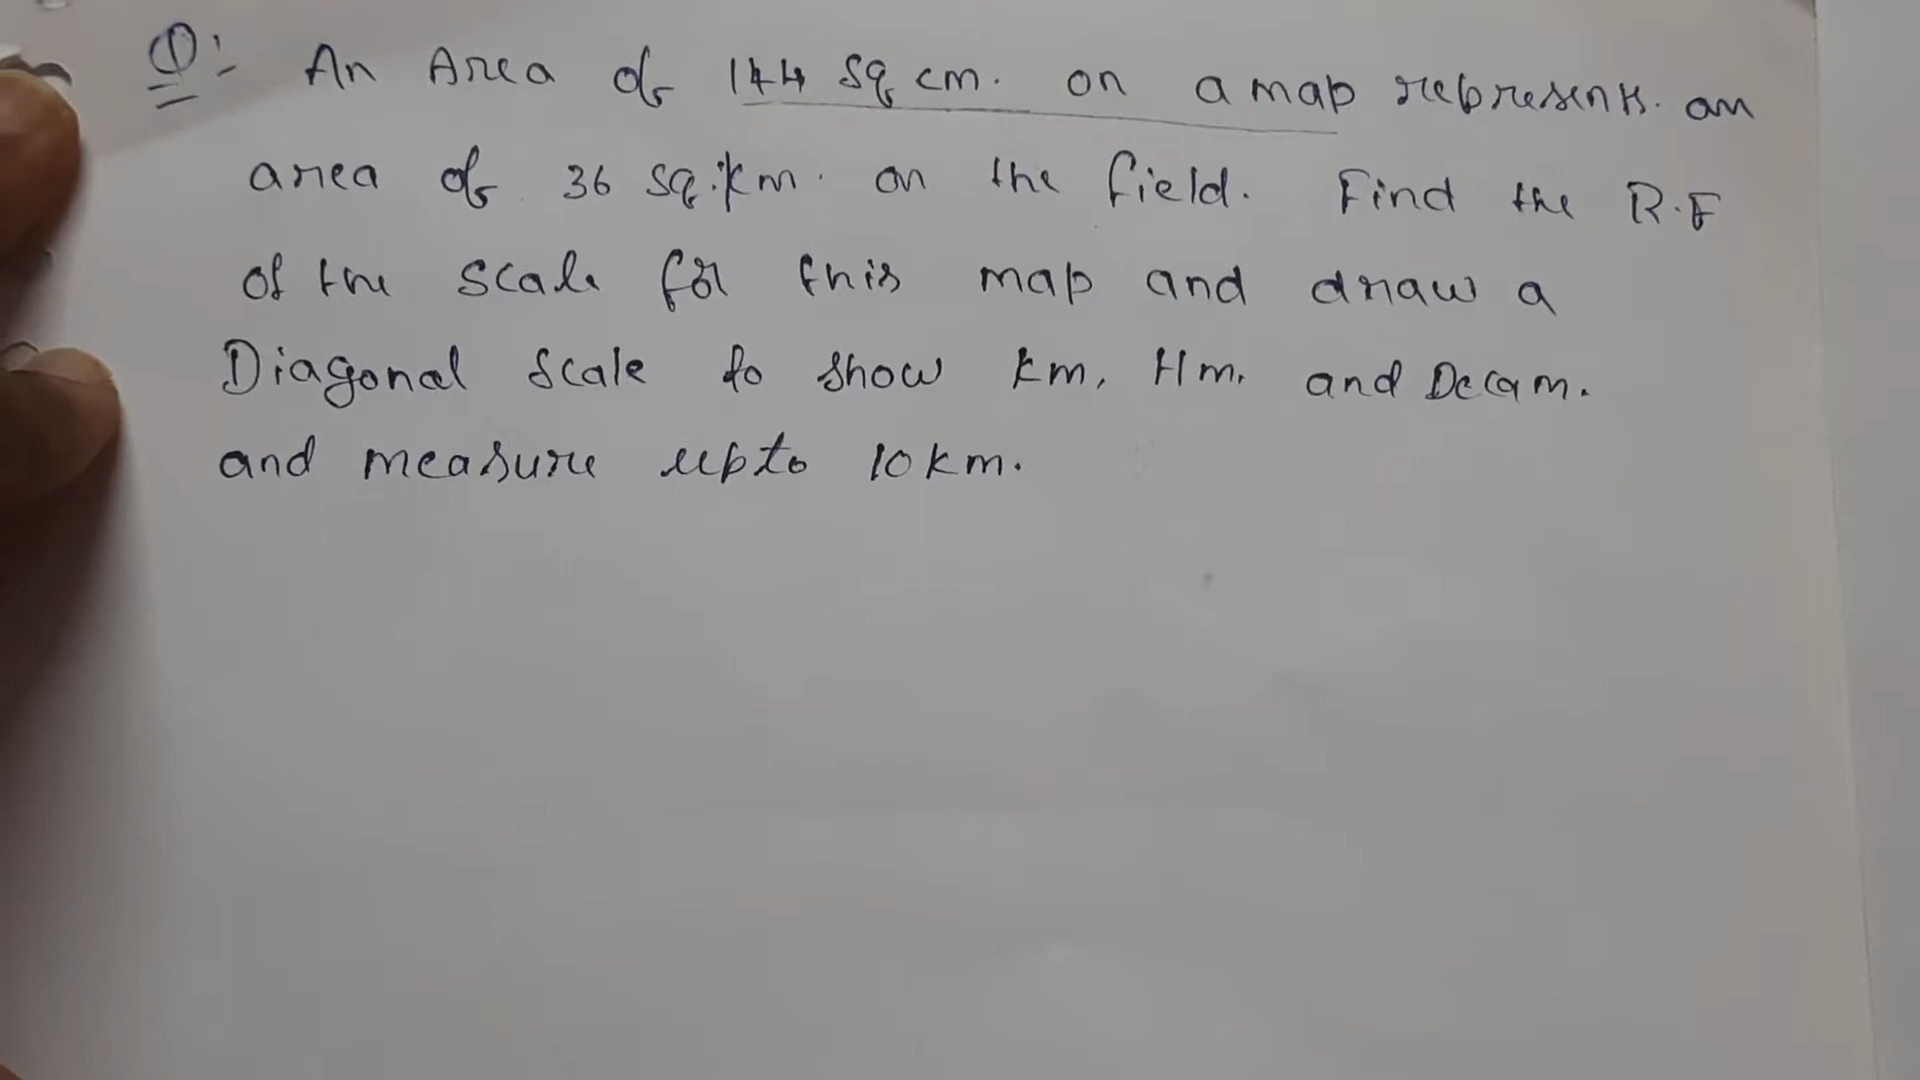 Q:- An Area of 144 sq cm. on a map represents. an
area of 36 sq.km. on the field. Find the R.F
of the scale for this map and draw a
Diagonal Scale to show km, Hm. and Decam.
and measure upto 10km.